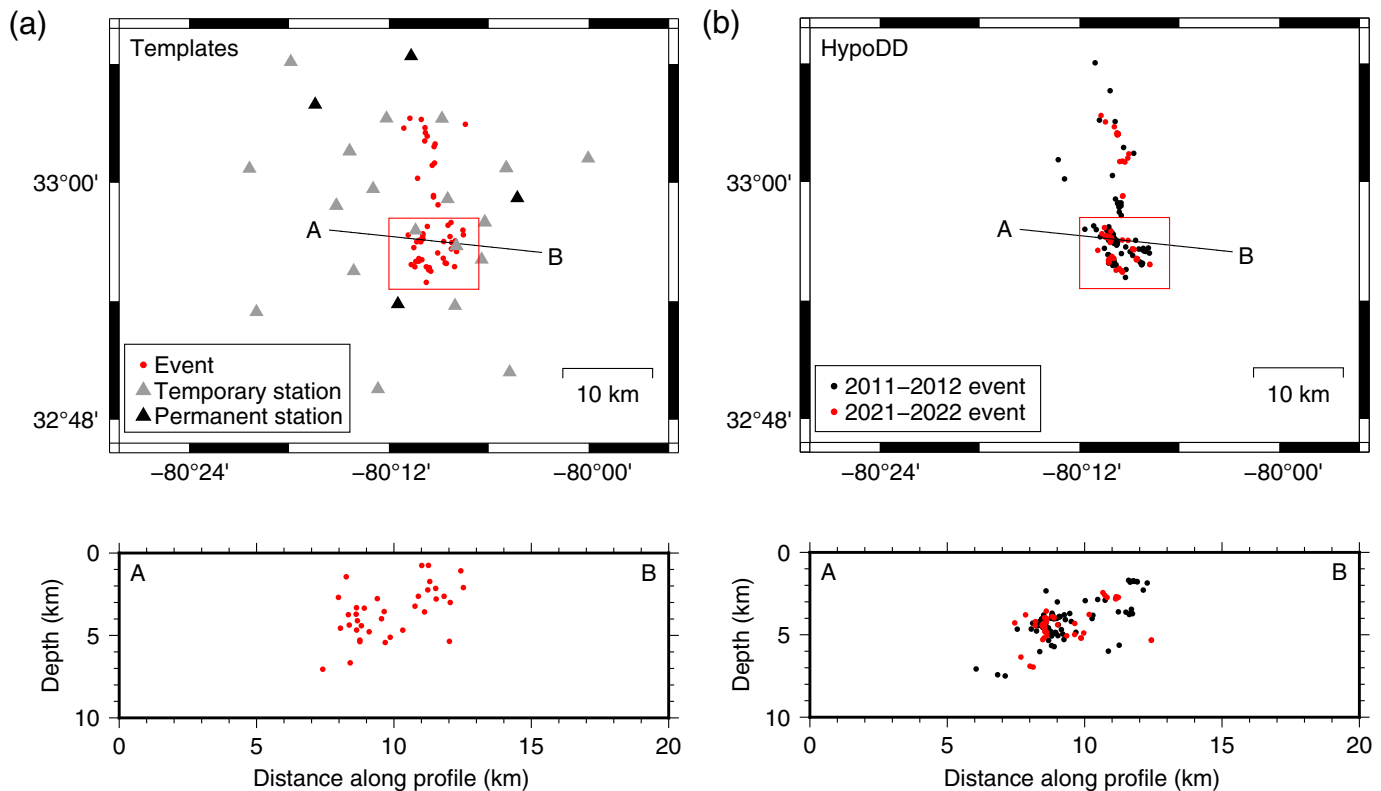 (a)
Templates
33°00'
32°48'
A
B
Event
Temporary station
Permanent station
10 km
−80°24'
−80°12'
−80°00'
(b)
HypoDD
33°00'
32°48'
A
B
2011−2012 event
2021−2022 event
10 km
−80°24'
−80°12'
−80°00'
Depth (km)
0
5
10
A
B
0
5
10
15
20
Distance along profile (km)
Depth (km)
0
5
10
A
B
0
5
10
15
20
Distance along profile (km)